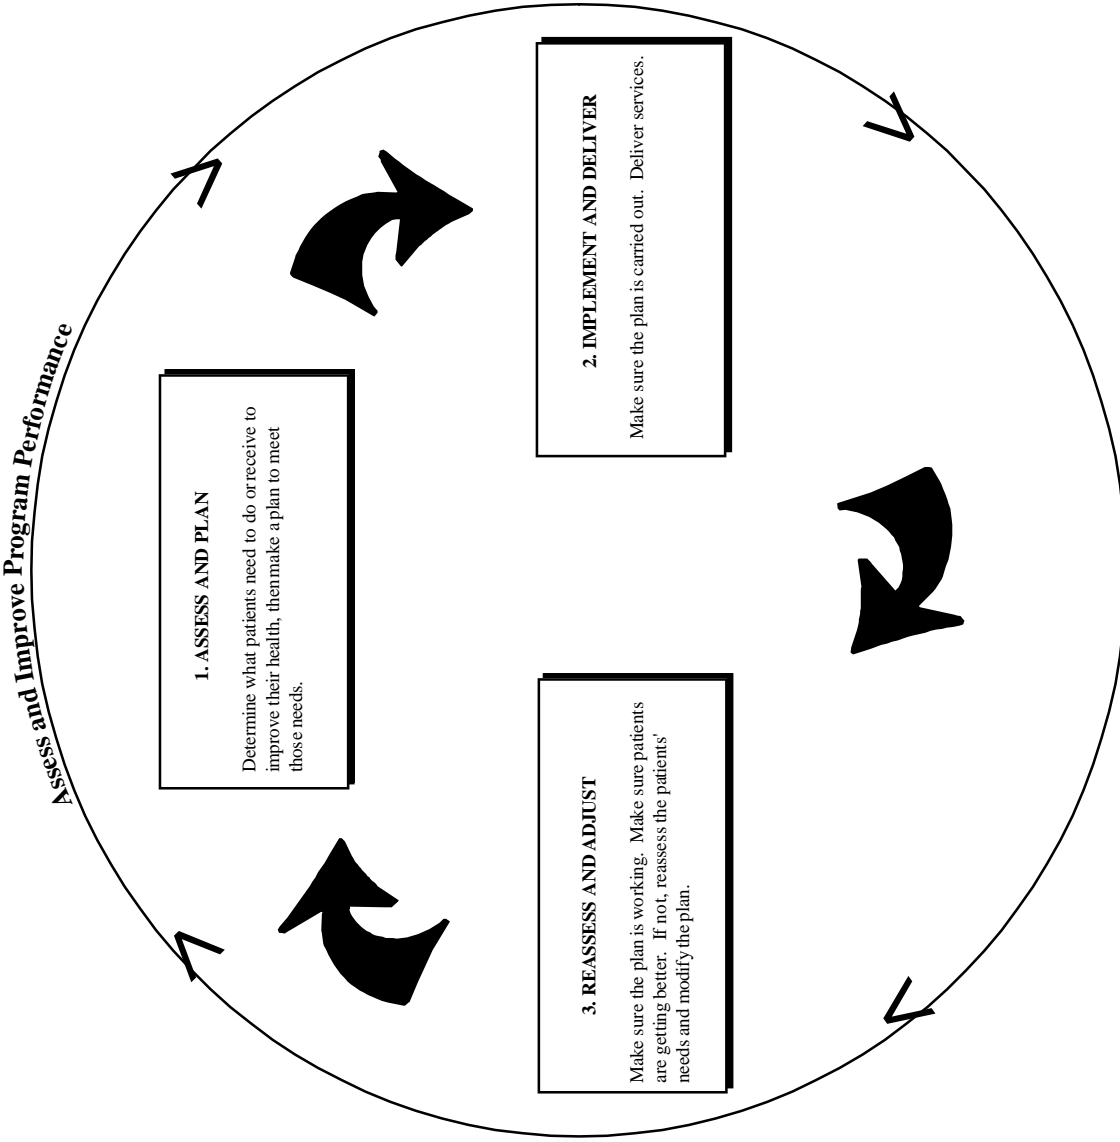 Assess and Improve Program Performance
1. ASSESS AND PLAN
Determine what patients need to do or receive to
improve their health, then make a plan to meet
those needs.
2. IMPLEMENT AND DELIVER
Make sure the plan is carried out.  Deliver services.
3. REASSESS AND ADJUST
Make sure the plan is working.  Make sure patients
are getting better.  If not, reassess the patients'
needs and modify the plan.